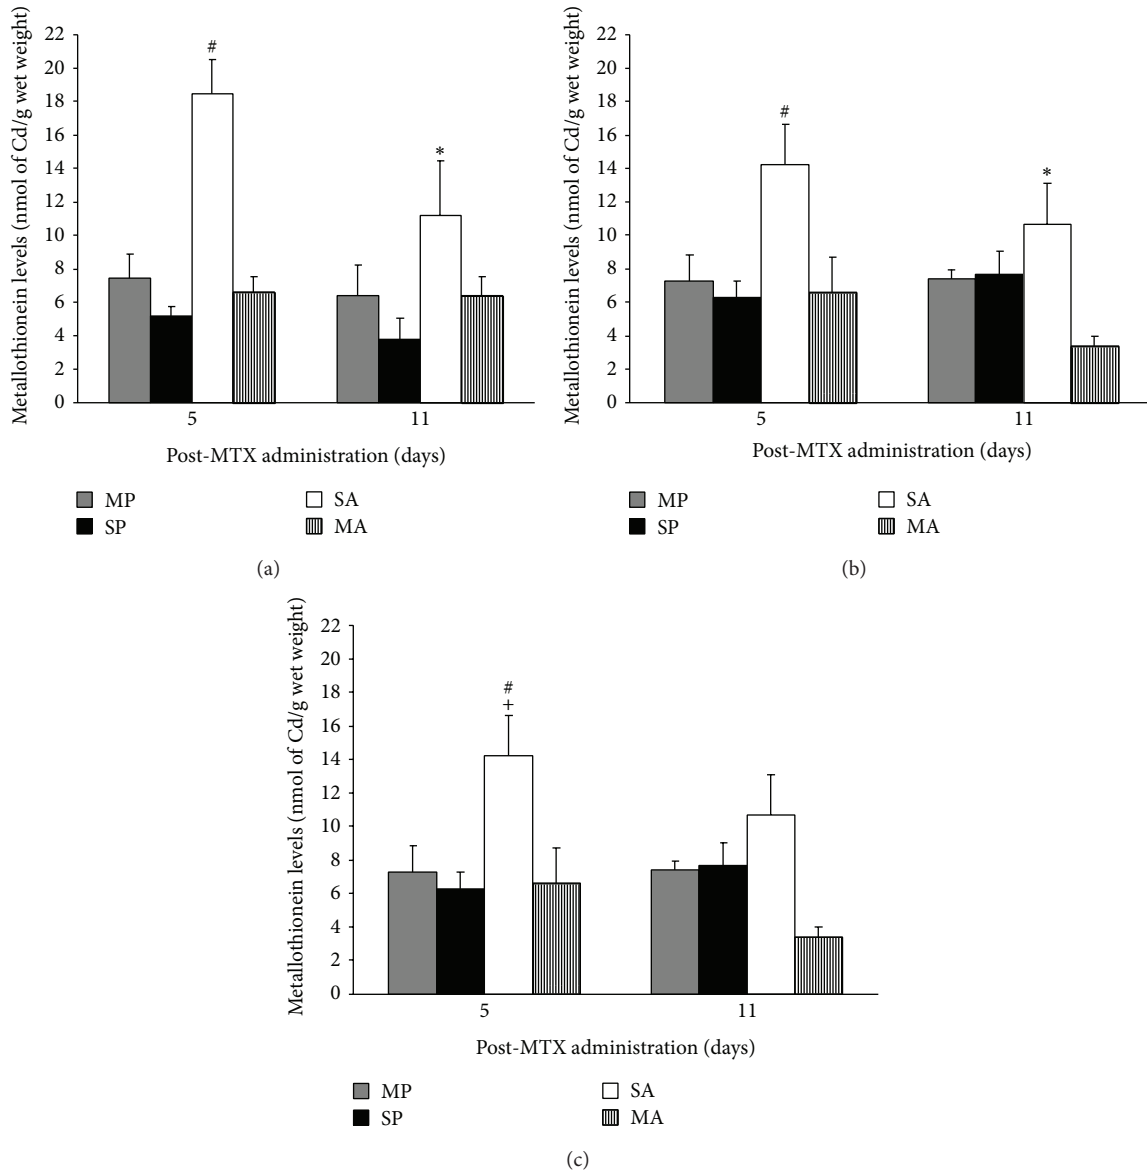 Metallothionein levels (nmol of Cd/g wet weight)
22
20
18
16
14
12
10
8
6
4
2
0
#
*
5
11
Post-MTX administration (days)
MP
SA
SP
MA
(a)
Metallothionein levels (nmol of Cd/g wet weight)
22
20
18
16
14
12
10
8
6
4
2
0
#
*
5
11
Post-MTX administration (days)
MP
SA
SP
MA
(b)
Metallothionein levels (nmol of Cd/g wet weight)
22
20
18
16
14
12
10
8
6
4
2
0
#
+
5
11
Post-MTX administration (days)
MP
SA
SP
MA
(c)